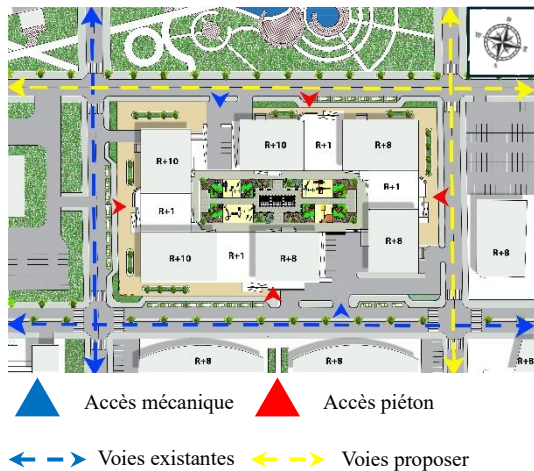 R+10 R+1 R+8
R+10
R+1
R+1
R+8
R+10 R+1 R+8
R+8
R+8 R+8 R+8
Accès mécanique Accès piéton
Voies existantes Voies proposer